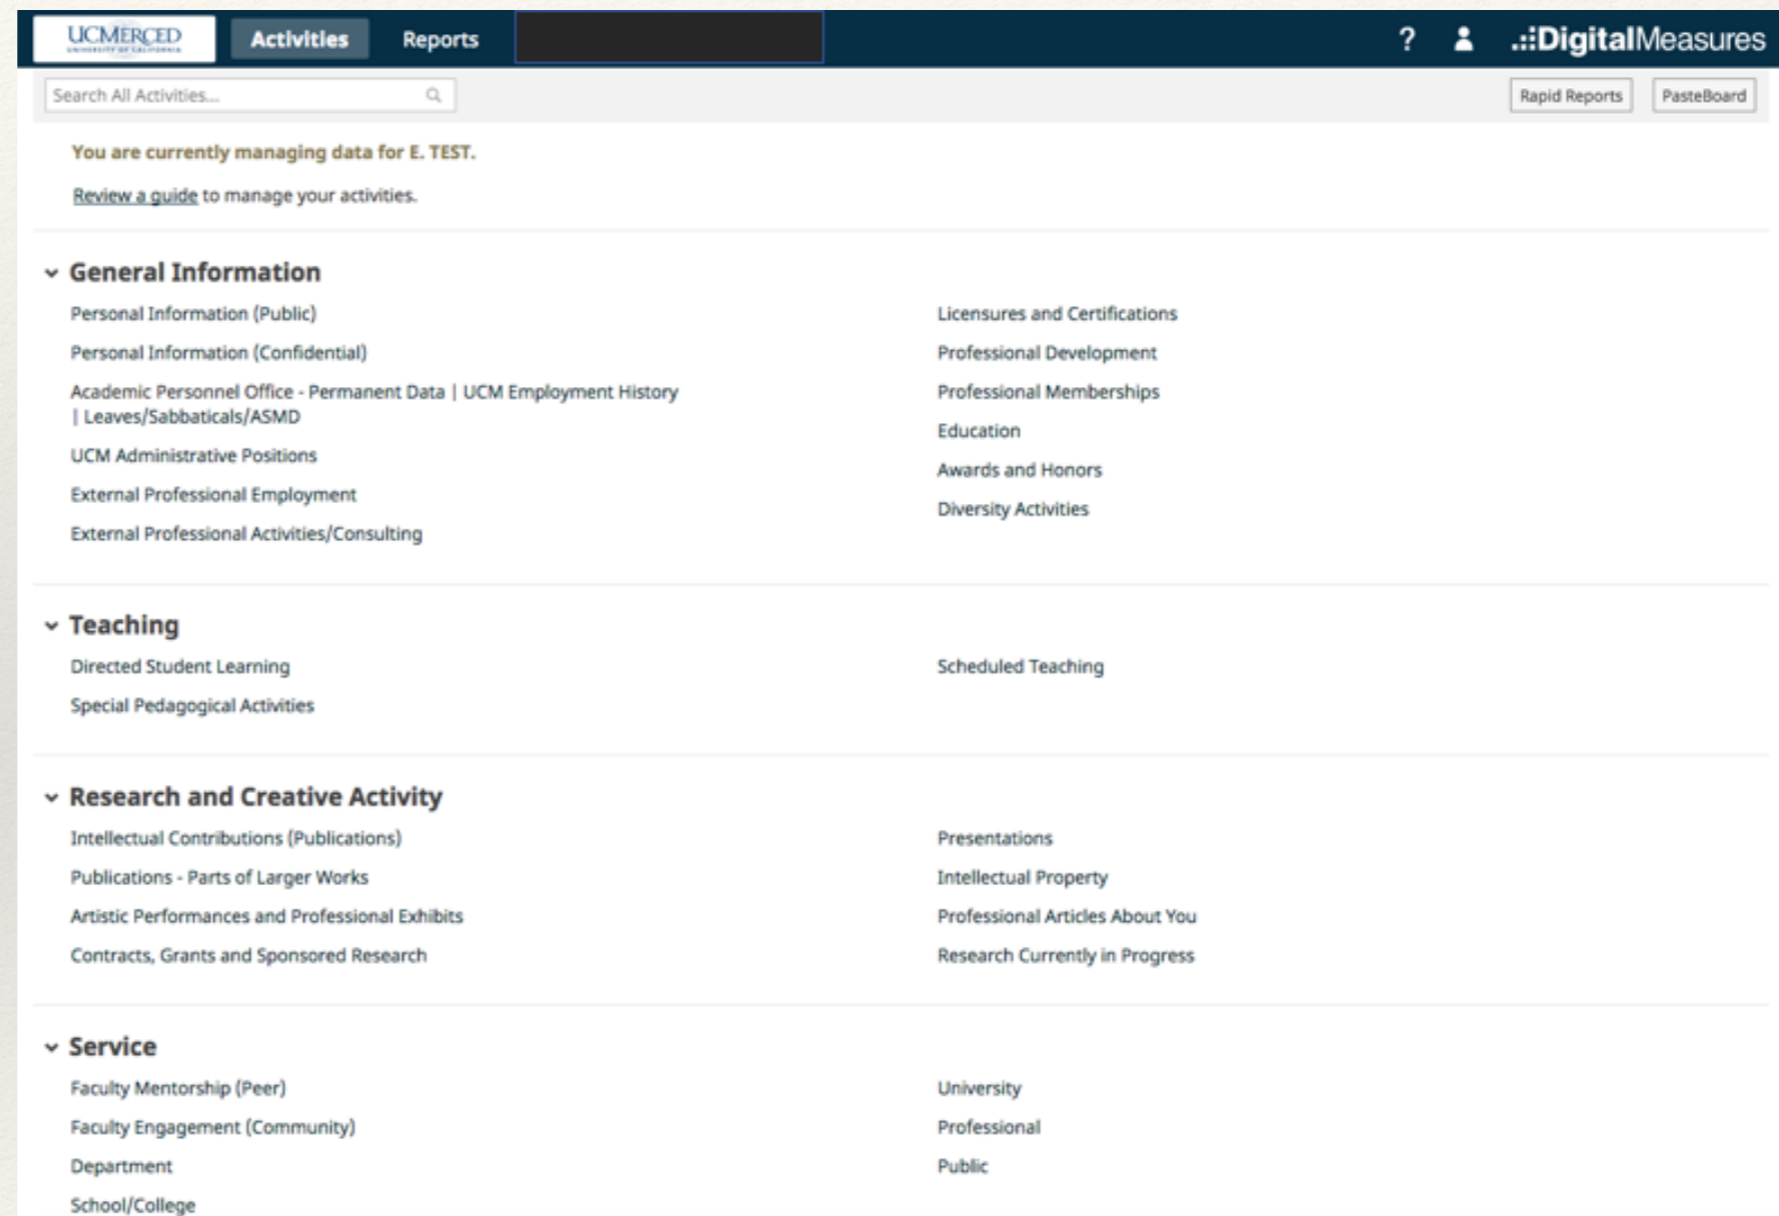 UCMERCED
UNIVERSITY OF CALIFORNIA
Activities
Reports
?
.::DigitalMeasures
Search All Activities...
Rapid Reports
PasteBoard
You are currently managing data for E. TEST.
Review a guide to manage your activities.
General Information
Personal Information (Public)
Personal Information (Confidential)
Academic Personnel Office - Permanent Data | UCM Employment History
| Leaves/Sabbaticals/ASMD
UCM Administrative Positions
External Professional Employment
External Professional Activities/Consulting
Licensures and Certifications
Professional Development
Professional Memberships
Education
Awards and Honors
Diversity Activities
Teaching
Directed Student Learning
Special Pedagogical Activities
Scheduled Teaching
Research and Creative Activity
Intellectual Contributions (Publications)
Publications - Parts of Larger Works
Artistic Performances and Professional Exhibits
Contracts, Grants and Sponsored Research
Presentations
Intellectual Property
Professional Articles About You
Research Currently in Progress
Service
Faculty Mentorship (Peer)
Faculty Engagement (Community)
Department
School/College
University
Professional
Public